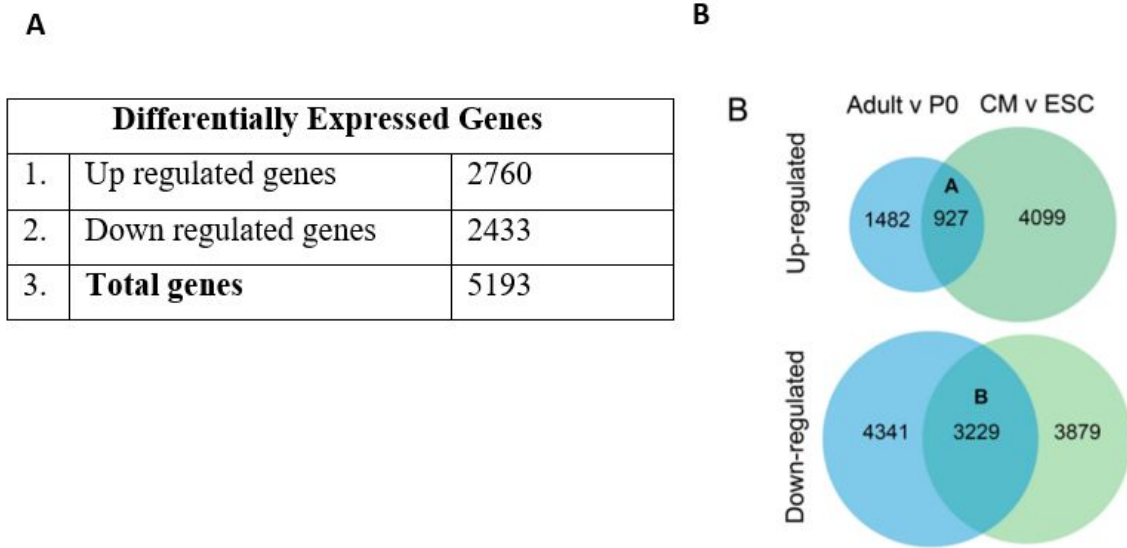 A
Differentially Expressed Genes
1. Up regulated genes 2760
2. Down regulated genes 2433
3. Total genes 5193
B
B
Adult v P0 CM v ESC
Up-regulated
A
1482 927 4099
Down-regulated
B
4341 3229 3879